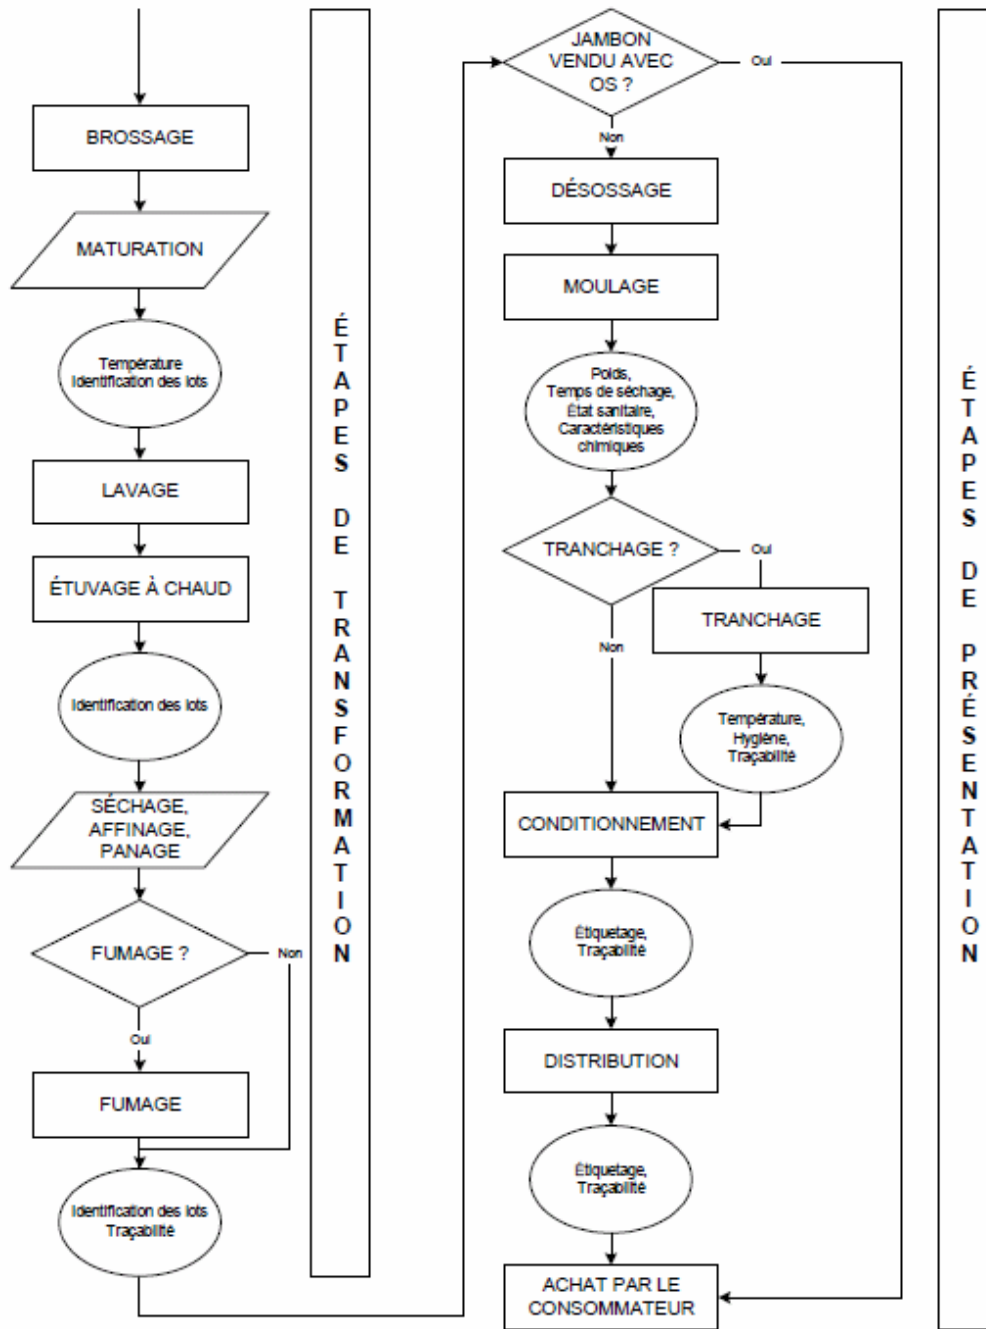 BROSSAGE
MATURATION
Température
Identification des lots
LAVAGE
ÉTUVAGE À CHAUD
Identification des lots
SÉCHAGE,
AFFINAGE,
PANAGE
FUMAGE ?
Non
Oui
FUMAGE
Identification des lots
Traçabilité
ÉTAPES DE TRANSFORMATION
JAMBON
VENDU AVEC
OS ?
Oui
Non
DÉSOSSAGE
MOULAGE
Poids,
Temps de séchage,
État sanitaire,
Caractéristiques
chimiques
TRANCHAGE ?
Oui
Non
TRANCHAGE
Température,
Hygiène,
Traçabilité
CONDITIONNEMENT
Étiquetage,
Traçabilité
DISTRIBUTION
Étiquetage,
Traçabilité
ACHAT PAR LE
CONSOMMATEUR
ÉTAPES DE PRÉSENTATION